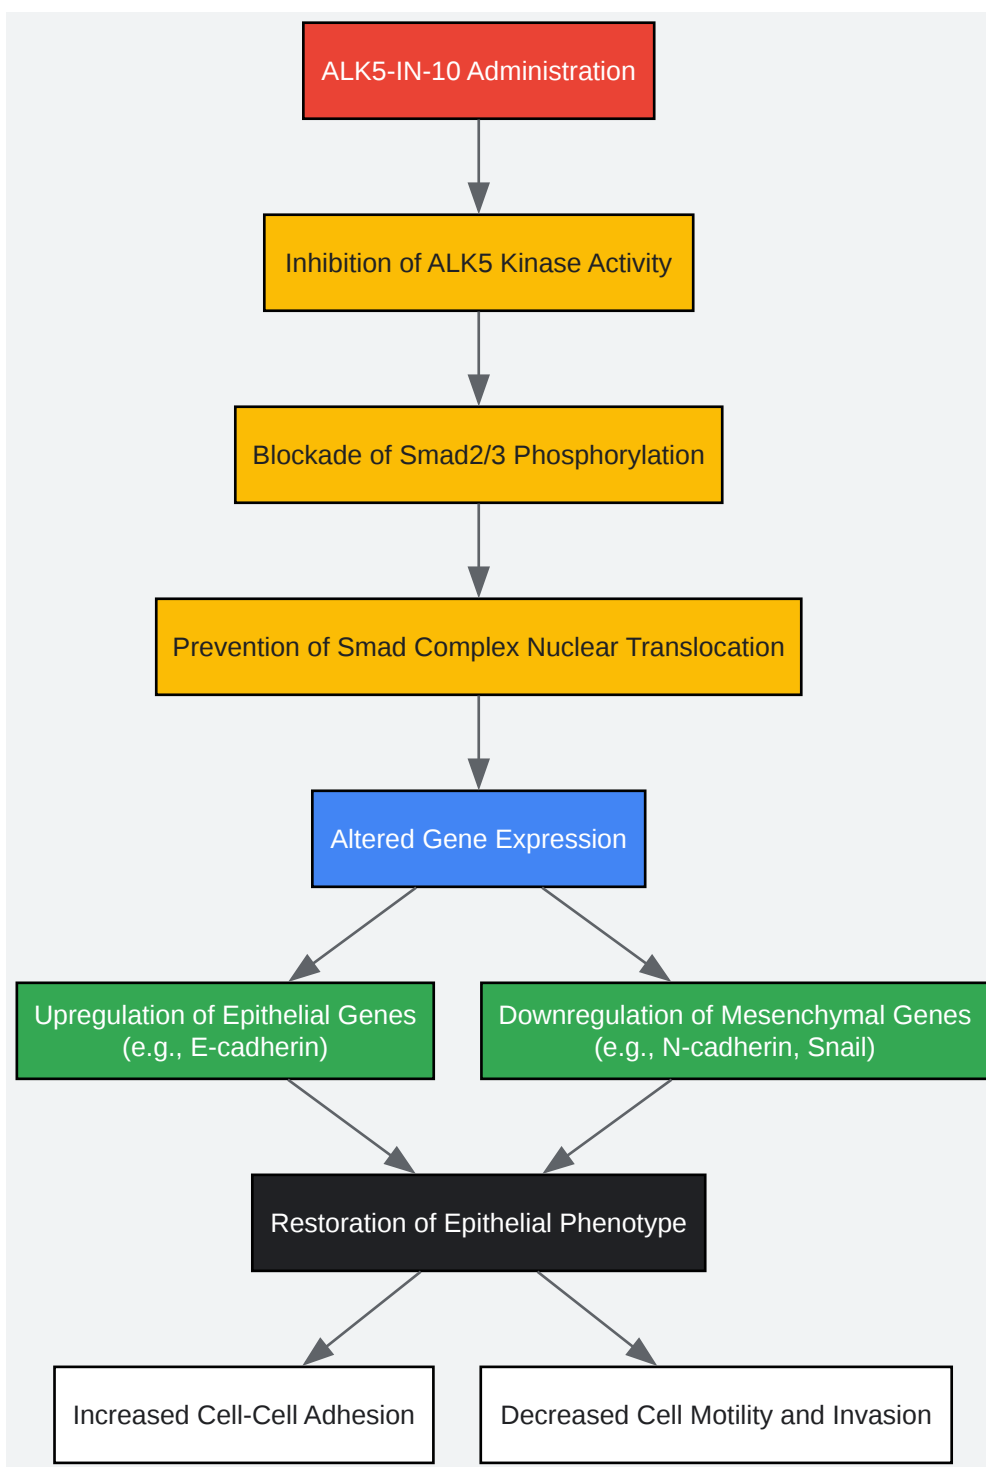 ALK5-IN-10 Administration
Inhibition of ALK5 Kinase Activity
Blockade of Smad2/3 Phosphorylation
Prevention of Smad Complex Nuclear Translocation
Altered Gene Expression
Upregulation of Epithelial Genes
(e.g., E-cadherin)
Downregulation of Mesenchymal Genes
(e.g., N-cadherin, Snail)
Restoration of Epithelial Phenotype
Increased Cell-Cell Adhesion
Decreased Cell Motility and Invasion